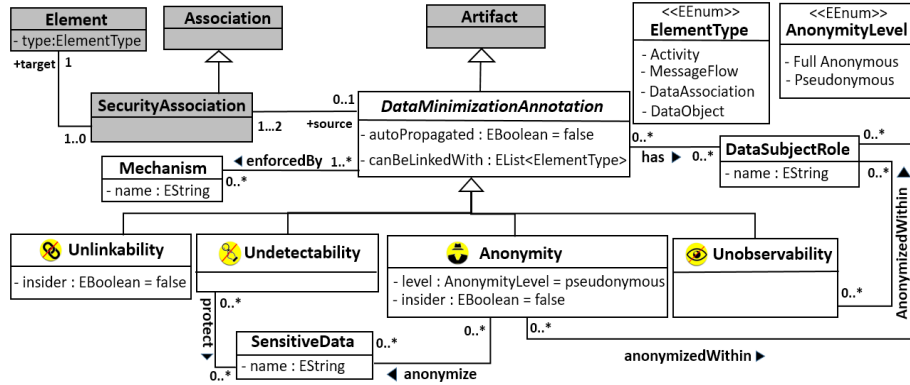 Element
- type:ElementType
+target
1
1..0
Association
SecurityAssociation
1...2
0..1
+source
Artifact
DataMinimizationAnnotation
- autoPropagated : EBoolean = false
- canBeLinkedWith : EList<ElementType>
<<EEnum>>
ElementType
- Activity
- MessageFlow
- DataAssociation
- DataObject
<<EEnum>>
AnonymityLevel
- Full Anonymous
- Pseudonymous
Mechanism
- name : EString
enforcedBy
1..*
0..*
0..*
has
0..*
DataSubjectRole
- name : EString
0..*
0..*
AnonymizedWithin
Unlinkability
- insider : EBoolean = false
Undetectability
Anonymity
- level : AnonymityLevel = pseudonymous
- insider : EBoolean = false
Unobservability
0..*
protect
0..*
0..*
SensitiveData
- name : EString
0..*
anonymize
0..*
0..*
anonymizedWithin